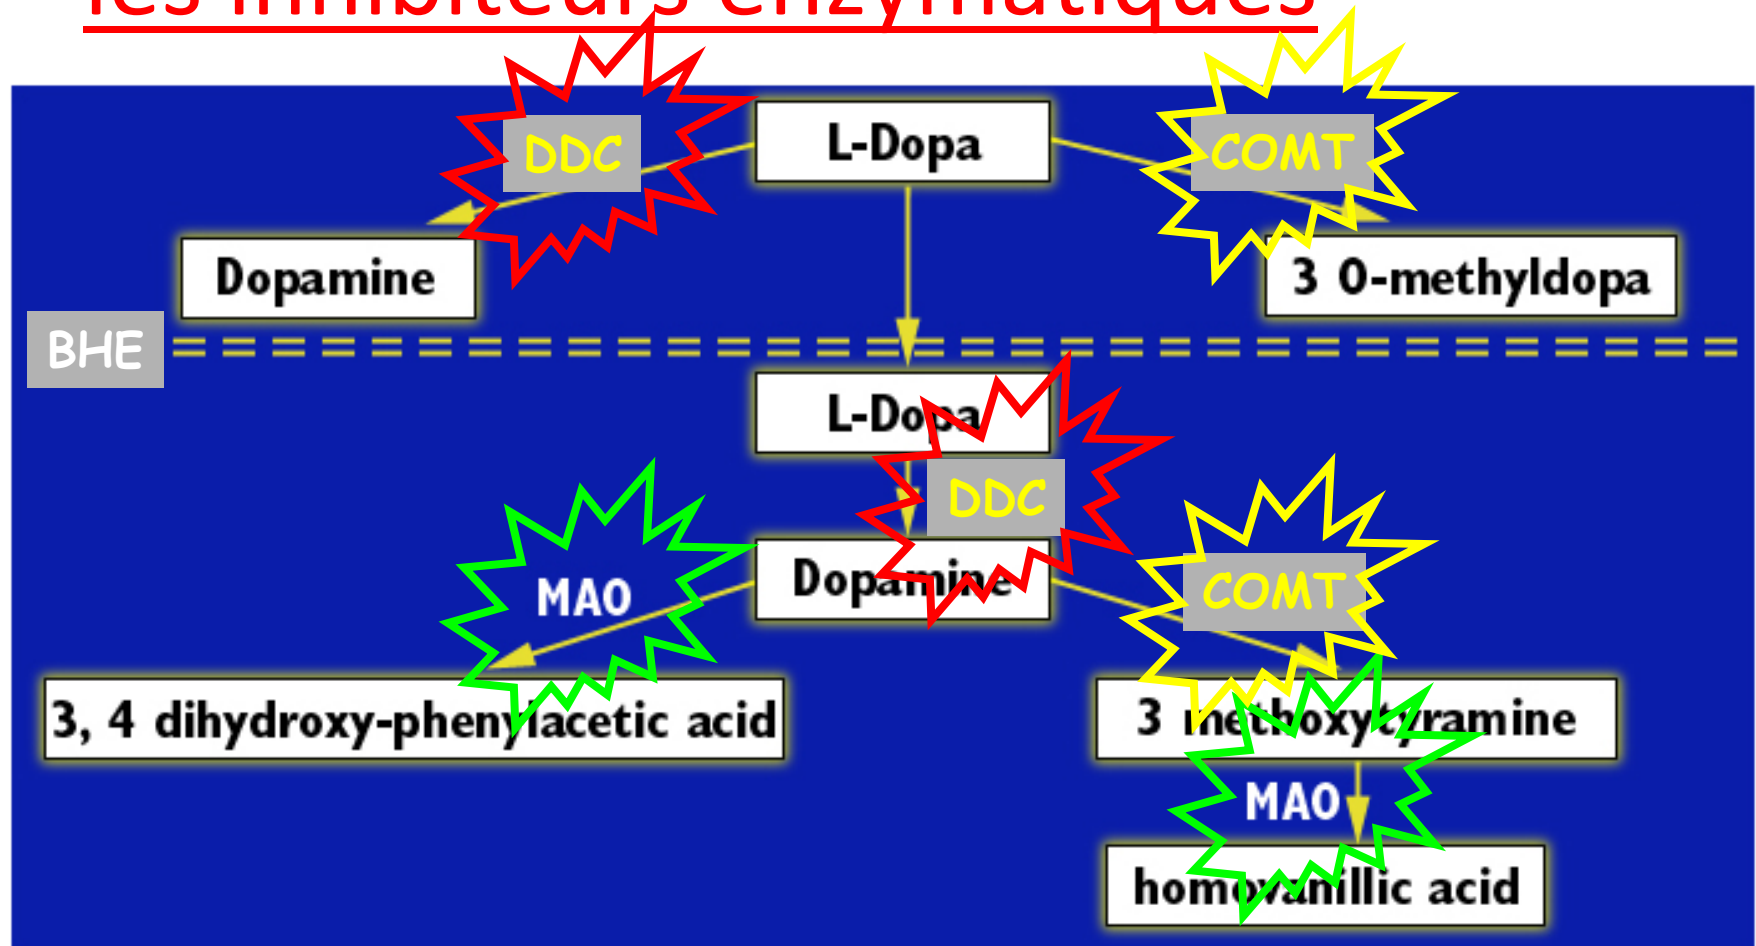 les inhibiteurs enzymatiques
DDC
L-Dopa
COMT
Dopamine
3 O-methyldopa
BHE
L-Dopa
DDC
MAO
Dopamine
COMT
3, 4 dihydroxy-phenylacetic acid
3 methoxytyramine
MAO
homovanillic acid